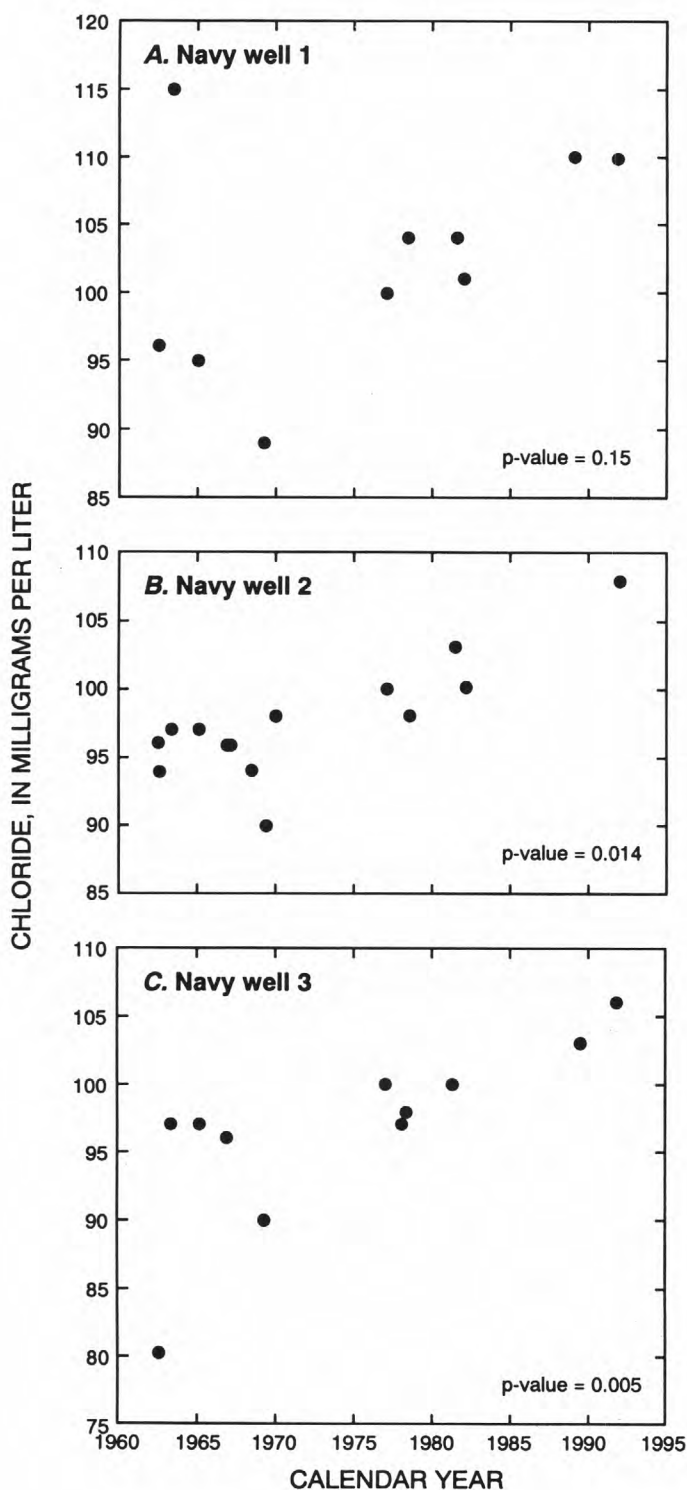 CHLORIDE, IN MILLIGRAMS PER LITER
A. Navy well 1
120
115
110
105
100
95
90
85
p-value = 0.15
B. Navy well 2
110
105
100
95
90
85
p-value = 0.014
C. Navy well 3
110
105
100
95
90
85
80
75
p-value = 0.005
1960 1965 1970 1975 1980 1985 1990 1995
CALENDAR YEAR